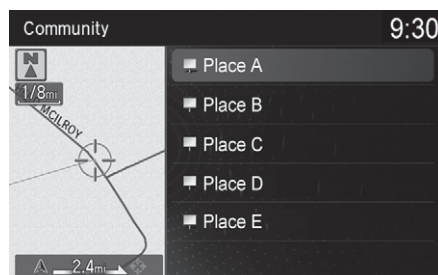 Community 9:30
N
1/8mi
MCILROY
2.4mi
Place A
Place B
Place C
Place D
Place E